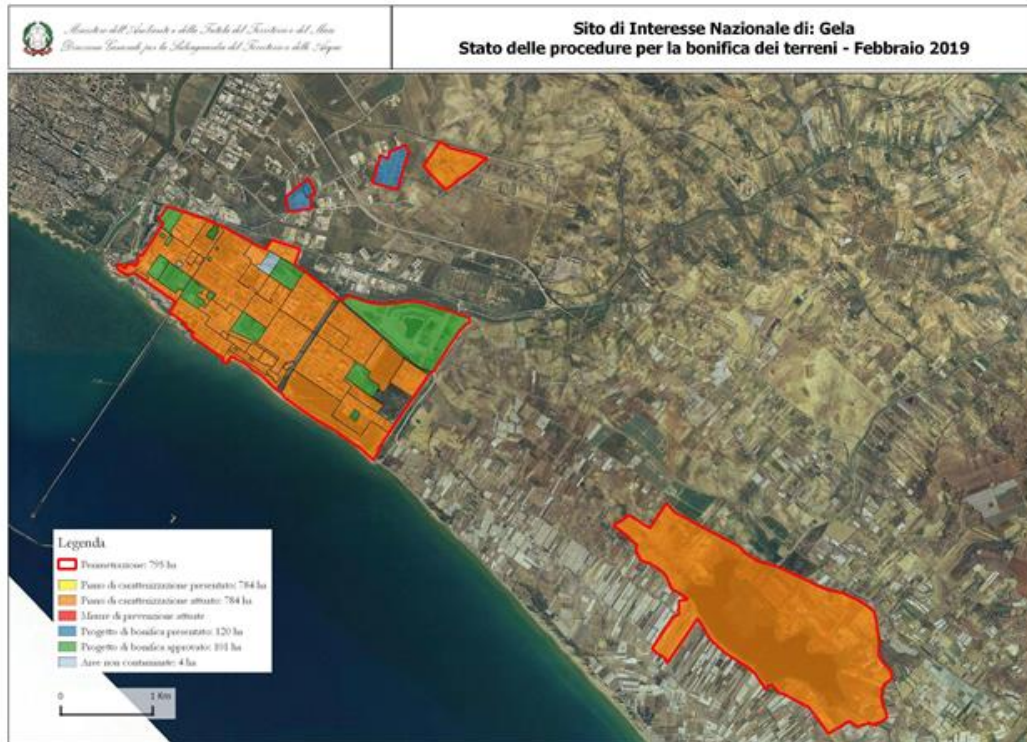 Ministero dell'Ambiente e della Tutela del Territorio e del Mare
Direzione Generale per la Salvaguardia del Territorio e delle Acque
Sito di Interesse Nazionale di: Gela
Stato delle procedure per la bonifica dei terreni - Febbraio 2019
Legenda
Perimetrazione: 795 ha
Piano di caratterizzazione presentato: 784 ha
Piano di caratterizzazione attuato: 784 ha
Misure di prevenzione attuate
Progetto di bonifica presentato: 120 ha
Progetto di bonifica approvato: 101 ha
Aree non contaminate: 4 ha
0 1 Km